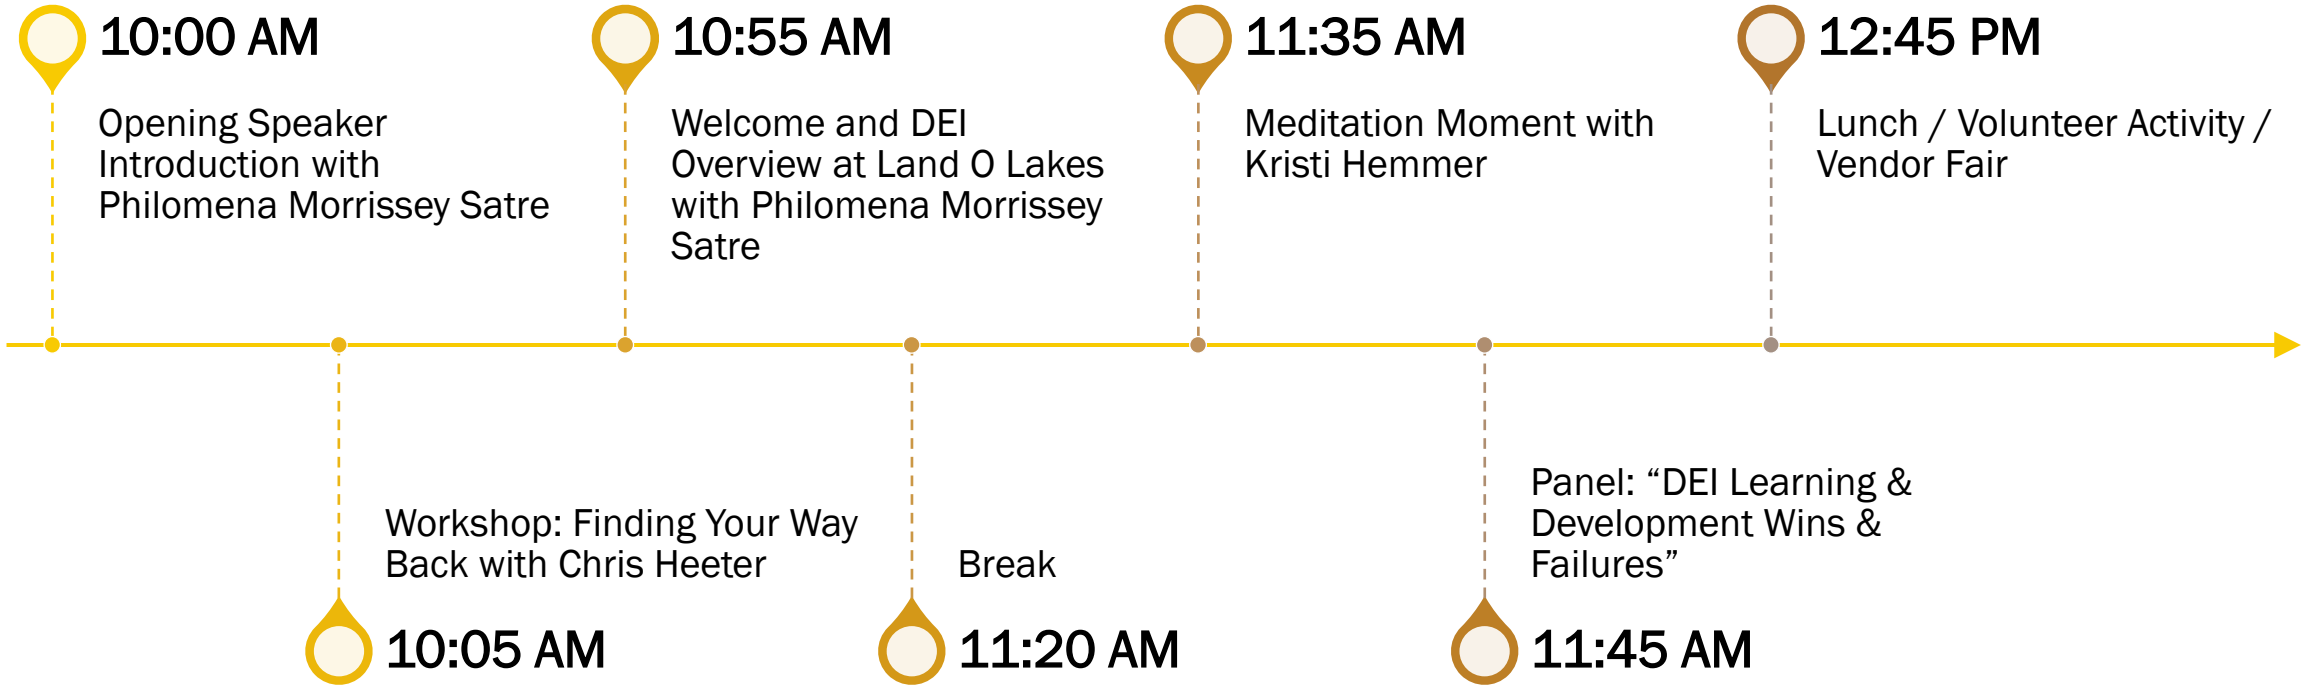 10:00 AM
Opening Speaker
Introduction with
Philomena Morrissey Satre
10:05 AM
Workshop: Finding Your Way
Back with Chris Heeter
10:55 AM
Welcome and DEI
Overview at Land O Lakes
with Philomena Morrissey
Satre
11:20 AM
Break
11:35 AM
Meditation Moment with
Kristi Hemmer
11:45 AM
Panel: “DEI Learning &
Development Wins &
Failures”
12:45 PM
Lunch / Volunteer Activity /
Vendor Fair